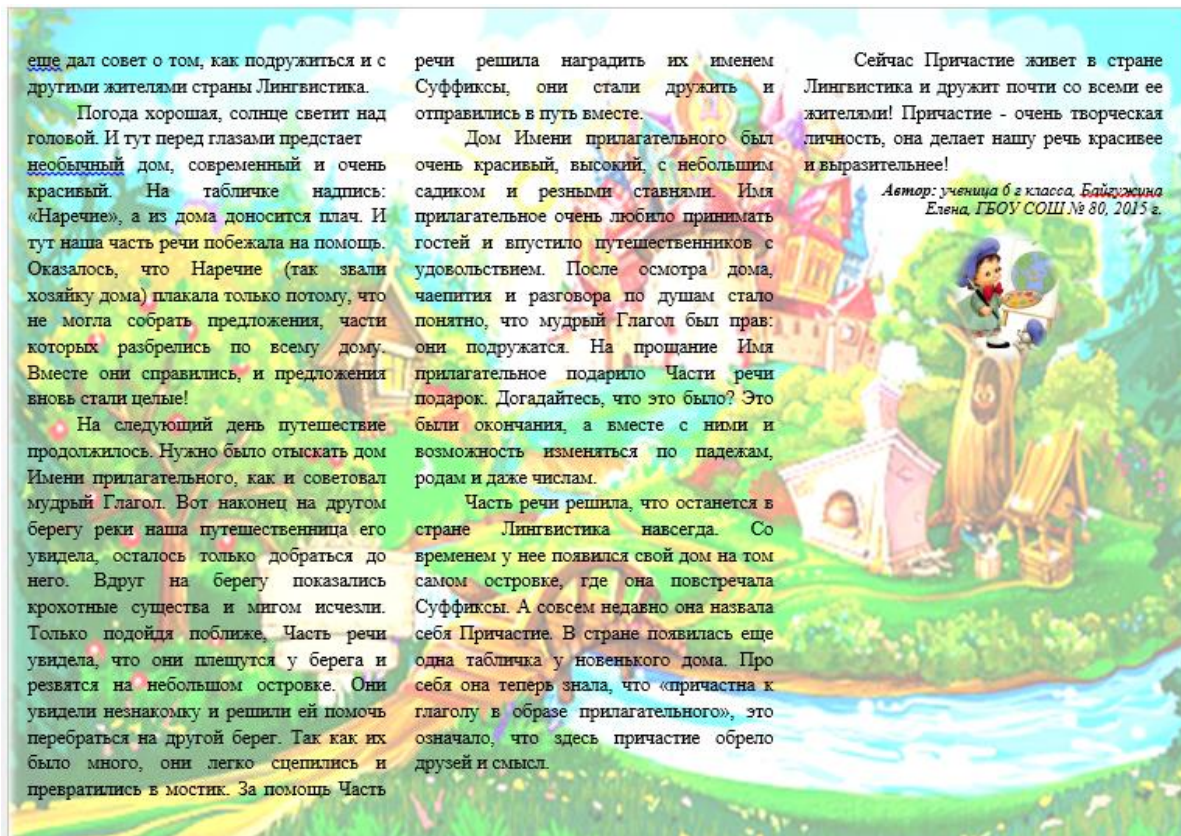 еще дал совет о том, как подружиться и с
другими жителями страны Лингвистика.
Погода хорошая, солнце светит над
головой. И тут перед глазами предстает
необычный дом, современный и очень
красивый. На табличке надпись:
«Наречие», а из дома доносится плач. И
тут наша часть речи побежала на помощь.
Оказалось, что Наречие (так звали
хозяйку дома) плакала только потому, что
не могла собрать предложения, части
которых разбрелись по всему дому.
Вместе они справились, и предложения
вновь стали целые!
На следующий день путешествие
продолжилось. Нужно было отыскать дом
Имени прилагательного, как и советовал
мудрый Глагол. Вот наконец на другом
берегу реки наша путешественница его
увидела, осталось только добраться до
него. Вдруг на берегу показались
крохотные существа и мигом исчезли.
Только подойдя поближе, Часть речи
увидела, что они плещутся у берега и
резвятся на небольшом островке. Они
увидели незнакомку и решили ей помочь
перебраться на другой берег. Так как их
было много, они легко сцепились и
превратились в мостик. За помощь Часть
речи решила наградить их именем
Суффиксы, они стали дружить и
отправились в путь вместе.
Дом Имени прилагательного был
очень красивый, высокий, с небольшим
садиком и резными ставнями. Имя
прилагательное очень любило принимать
гостей и впустило путешественников с
удовольствием. После осмотра дома,
чаепития и разговора по душам стало
понятно, что мудрый Глагол был прав:
они подружатся. На прощание Имя
прилагательное подарило Части речи
подарок. Догадайтесь, что это было? Это
были окончания, а вместе с ними и
возможность изменяться по падежам,
родам и даже числам.
Часть речи решила, что останется в
стране Лингвистика навсегда. Со
временем у нее появился свой дом на том
самом островке, где она повстречала
Суффиксы. А совсем недавно она назвала
себя Причастие. В стране появилась еще
одна табличка у новенького дома. Про
себя она теперь знала, что «причастна к
глаголу в образе прилагательного», это
означало, что здесь причастие обрело
друзей и смысл.
Сейчас Причастие живет в стране
Лингвистика и дружит почти со всеми ее
жителями! Причастие - очень творческая
личность, она делает нашу речь красивее
и выразительнее!
Автор: ученица 6 г класса, Байгужина
Елена, ГБОУ СОШ № 80, 2015 г.